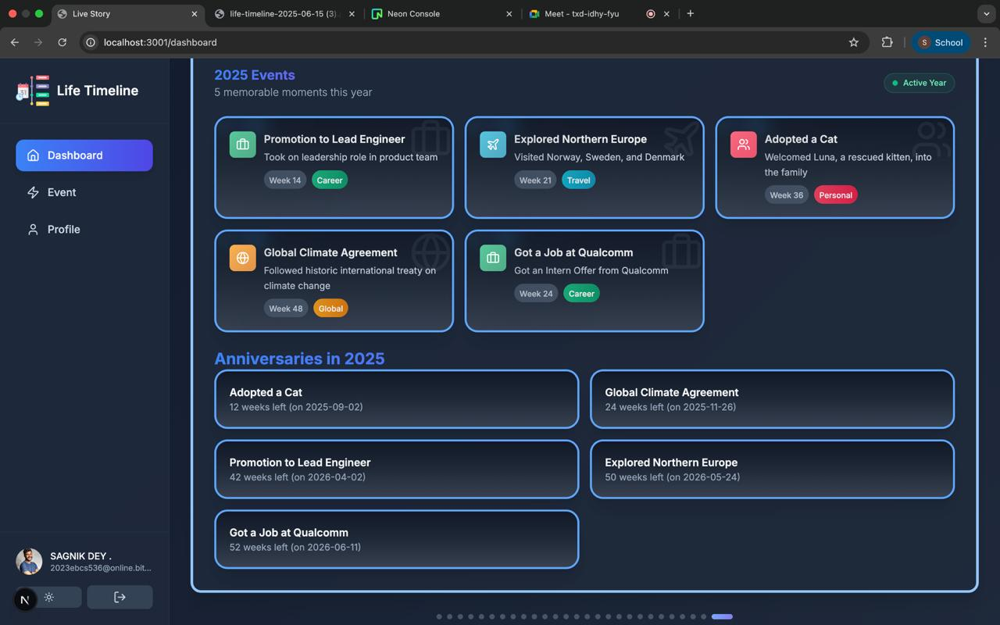 Live Story
life-timeline-2025-06-15 (3).
Neon Console
Meet - txd-idhy-fyu
localhost:3001/dashboard
S
School
Life Timeline
Dashboard
Event
Profile
SAGNIK DEY .
2023ebcs536@online.bit...
N
2025 Events
5 memorable moments this year
Active Year
Promotion to Lead Engineer
Took on leadership role in product team
Week 14 Career
Explored Northern Europe
Visited Norway, Sweden, and Denmark
Week 21 Travel
Adopted a Cat
Welcomed Luna, a rescued kitten, into
the family
Week 36 Personal
Global Climate Agreement
Followed historic international treaty on
climate change
Week 48 Global
Got a Job at Qualcomm
Got an Intern Offer from Qualcomm
Week 24 Career
Anniversaries in 2025
Adopted a Cat
12 weeks left (on 2025-09-02)
Global Climate Agreement
24 weeks left (on 2025-11-26)
Promotion to Lead Engineer
42 weeks left (on 2026-04-02)
Explored Northern Europe
50 weeks left (on 2026-05-24)
Got a Job at Qualcomm
52 weeks left (on 2026-06-11)